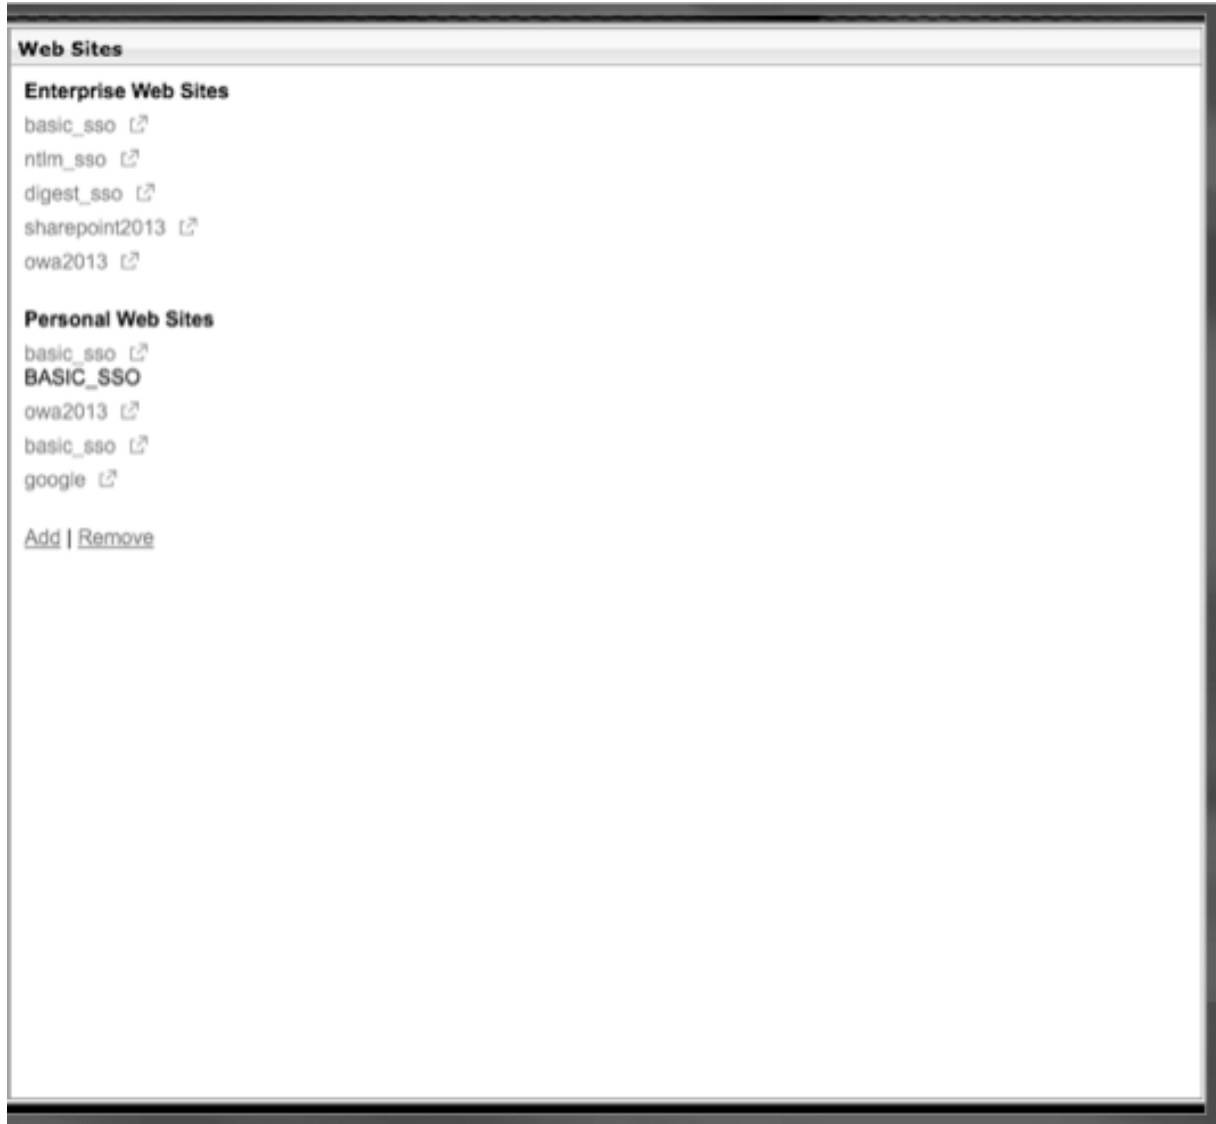 Web Sites
Enterprise Web Sites
basic_sso
ntlm_sso
digest_sso
sharepoint2013
owa2013
Personal Web Sites
basic_sso
BASIC_SSO
owa2013
basic_sso
google
Add | Remove